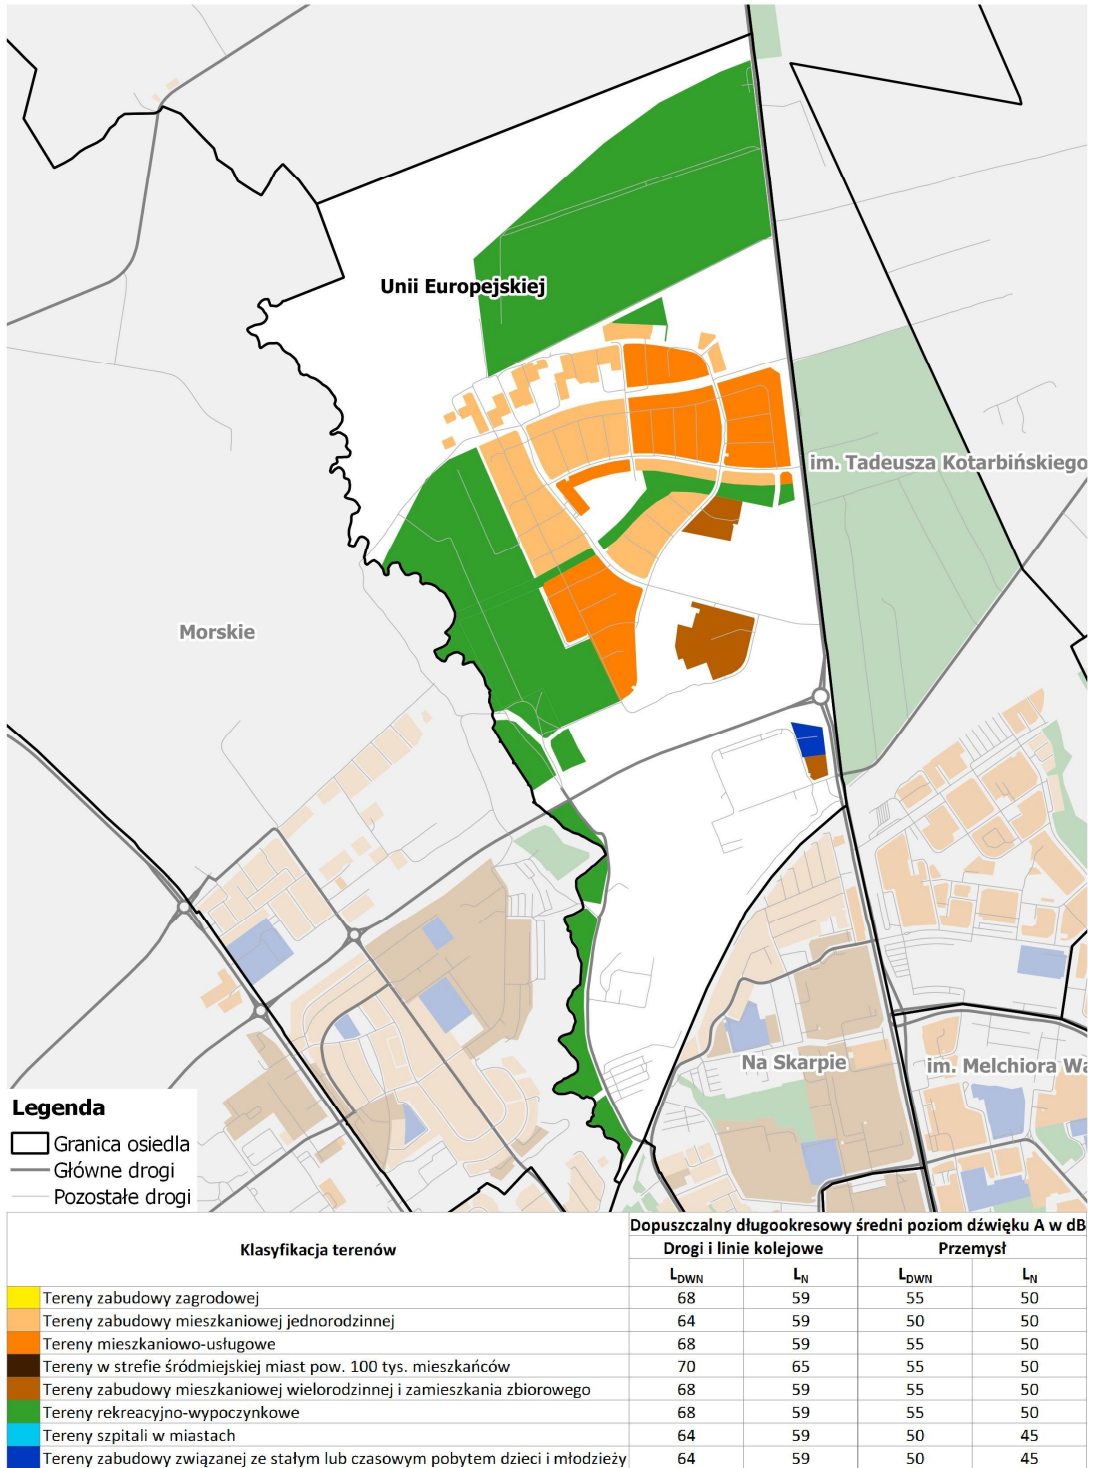 Unii Europejskiej
im. Tadeusza Kotarbińskiego
Morskie
Na Skarpie
im. Melchiora Wa
Legenda
Granica osiedla
Główne drogi
Pozostałe drogi
Klasyfikacja terenów
Dopuszczalny długookresowy średni poziom dźwięku A w dB
Drogi i linie kolejowe Przemysł
LDWN LN LDWN LN
Tereny zabudowy zagrodowej 68 59 55 50
Tereny zabudowy mieszkaniowej jednorodzinnej 64 59 50 50
Tereny mieszkaniowo-usługowe 68 59 55 50
Tereny w strefie śródmiejskiej miast pow. 100 tys. mieszkańców 70 65 55 50
Tereny zabudowy mieszkaniowej wielorodzinnej i zamieszkania zbiorowego 68 59 55 50
Tereny rekreacyjno-wypoczynkowe 68 59 55 50
Tereny szpitali w miastach 64 59 50 45
Tereny zabudowy związanej ze stałym lub czasowym pobytem dzieci i młodzieży 64 59 50 45